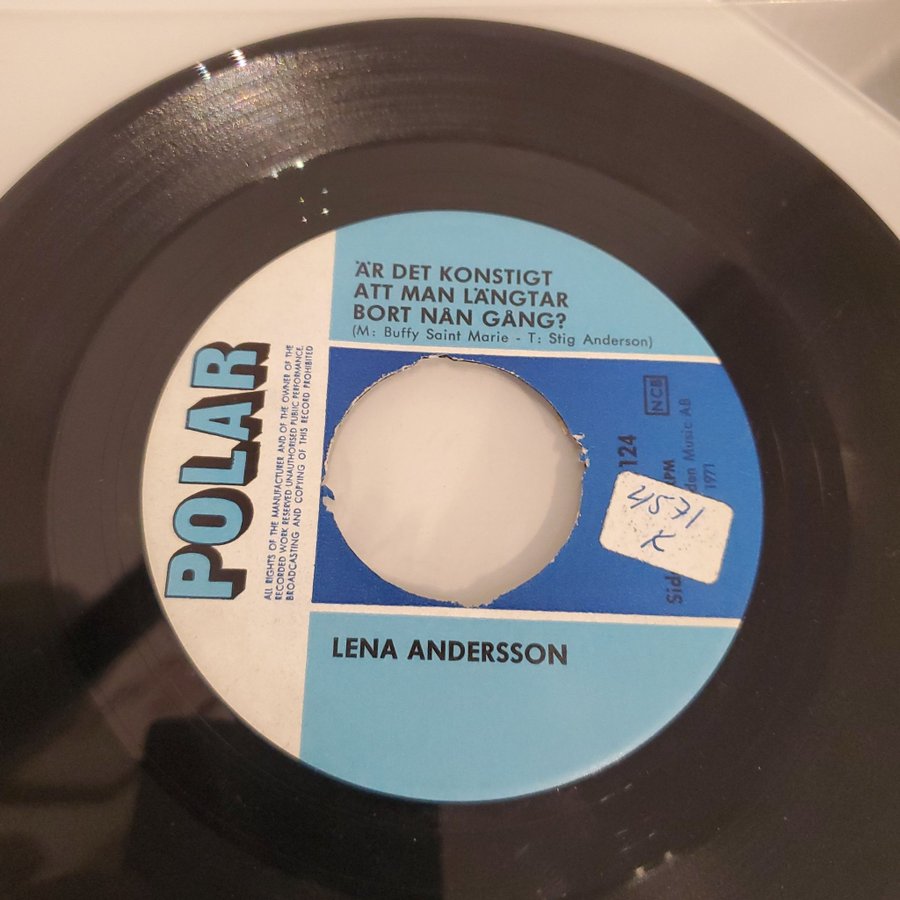 ÄR DET KONSTIGT
ATT MAN LÄNGTAR
BORT NÅN GÅNG?
(M: Buffy Saint Marie - T: Stig Anderson)
POLAR
ALL RIGHTS OF THE MANUFACTURER AND OF THE OWNER OF THE
RECORDED WORK RESERVED UNAUTHORISED PUBLIC PERFORMANCE,
BROADCASTING AND COPYING OF THIS RECORD PROHIBITED
NCB
124
Music AB
1971
4571
K
LENA ANDERSSON